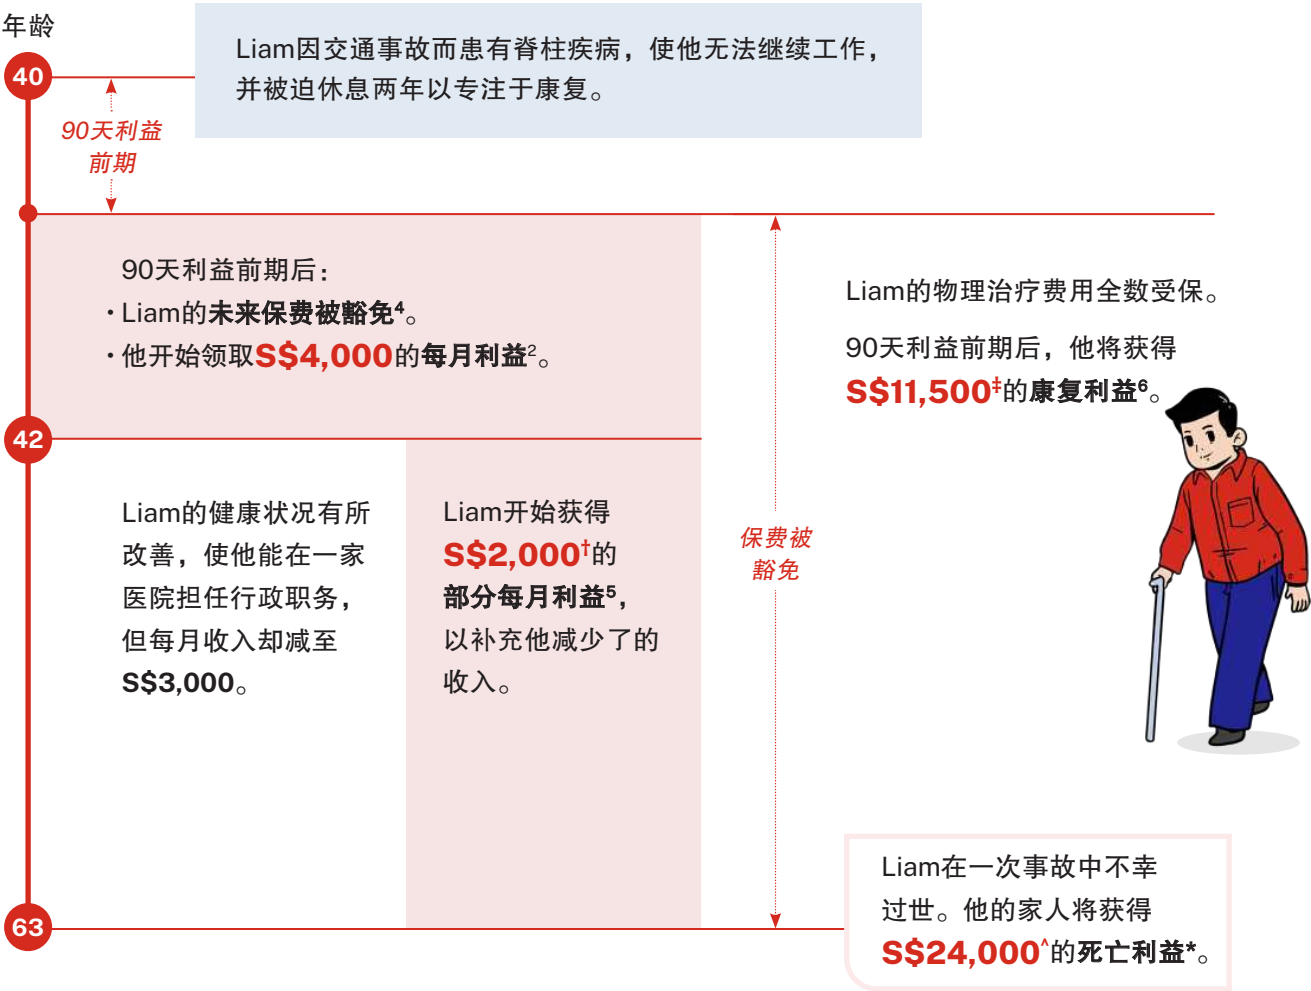 年龄
40
Liam因交通事故而患有脊柱疾病，使他无法继续工作，
并被迫休息两年以专注于康复。
90天利益
前期
90天利益前期后：
·Liam的未来保费被豁免⁴。
·他开始领取S$4,000的每月利益²。
Liam的物理治疗费用全数受保。
90天利益前期后，他将获得
S$11,500‡的康复利益⁶。
42
Liam的健康状况有所
改善，使他能在一家
医院担任行政职务，
但每月收入却减至
S$3,000。
Liam开始获得
S$2,000†的
部分每月利益⁵，
以补充他减少了的
收入。
保费被
豁免
63
Liam在一次事故中不幸
过世。他的家人将获得
S$24,000^的死亡利益*。